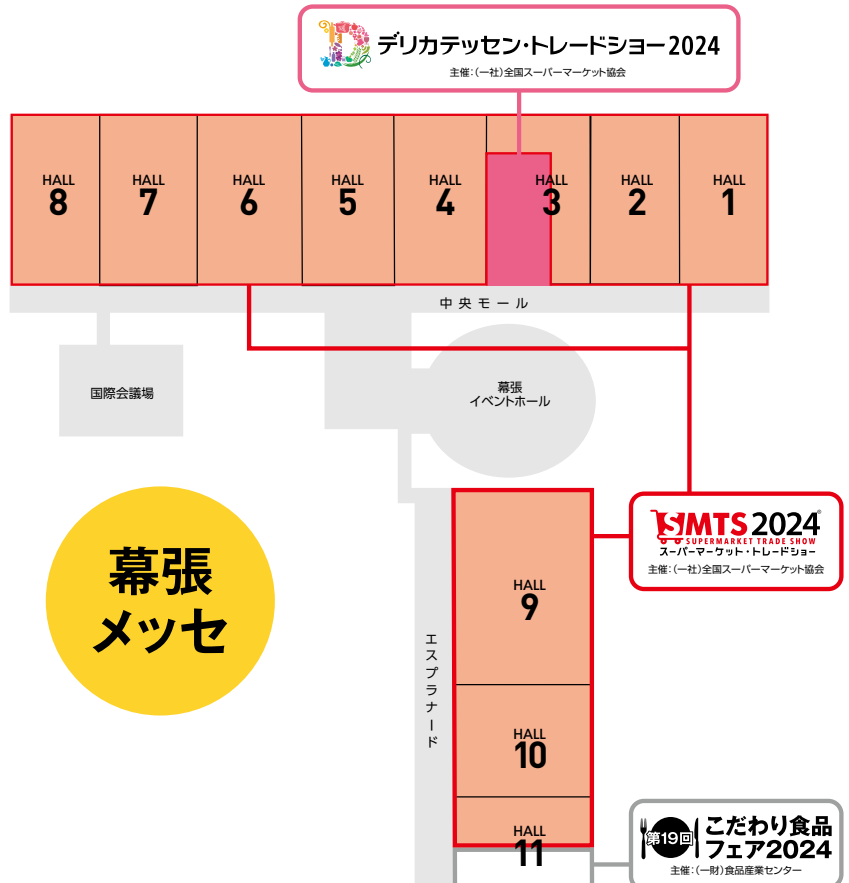 デリカテッセン・トレードショー2024
主催:(一社)全国スーパーマーケット協会
HALL
8
HALL
7
HALL
6
HALL
5
HALL
4
HALL
3
HALL
2
HALL
1
中央モール
国際会議場
幕張
イベントホール
幕張
メッセ
エスプラナード
HALL
9
HALL
10
HALL
11
SMTS 2024®
SUPERMARKET TRADE SHOW
スーパーマーケット・トレードショー
主催:(一社)全国スーパーマーケット協会
第19回
こだわり食品
フェア2024
主催:(一財)食品産業センター